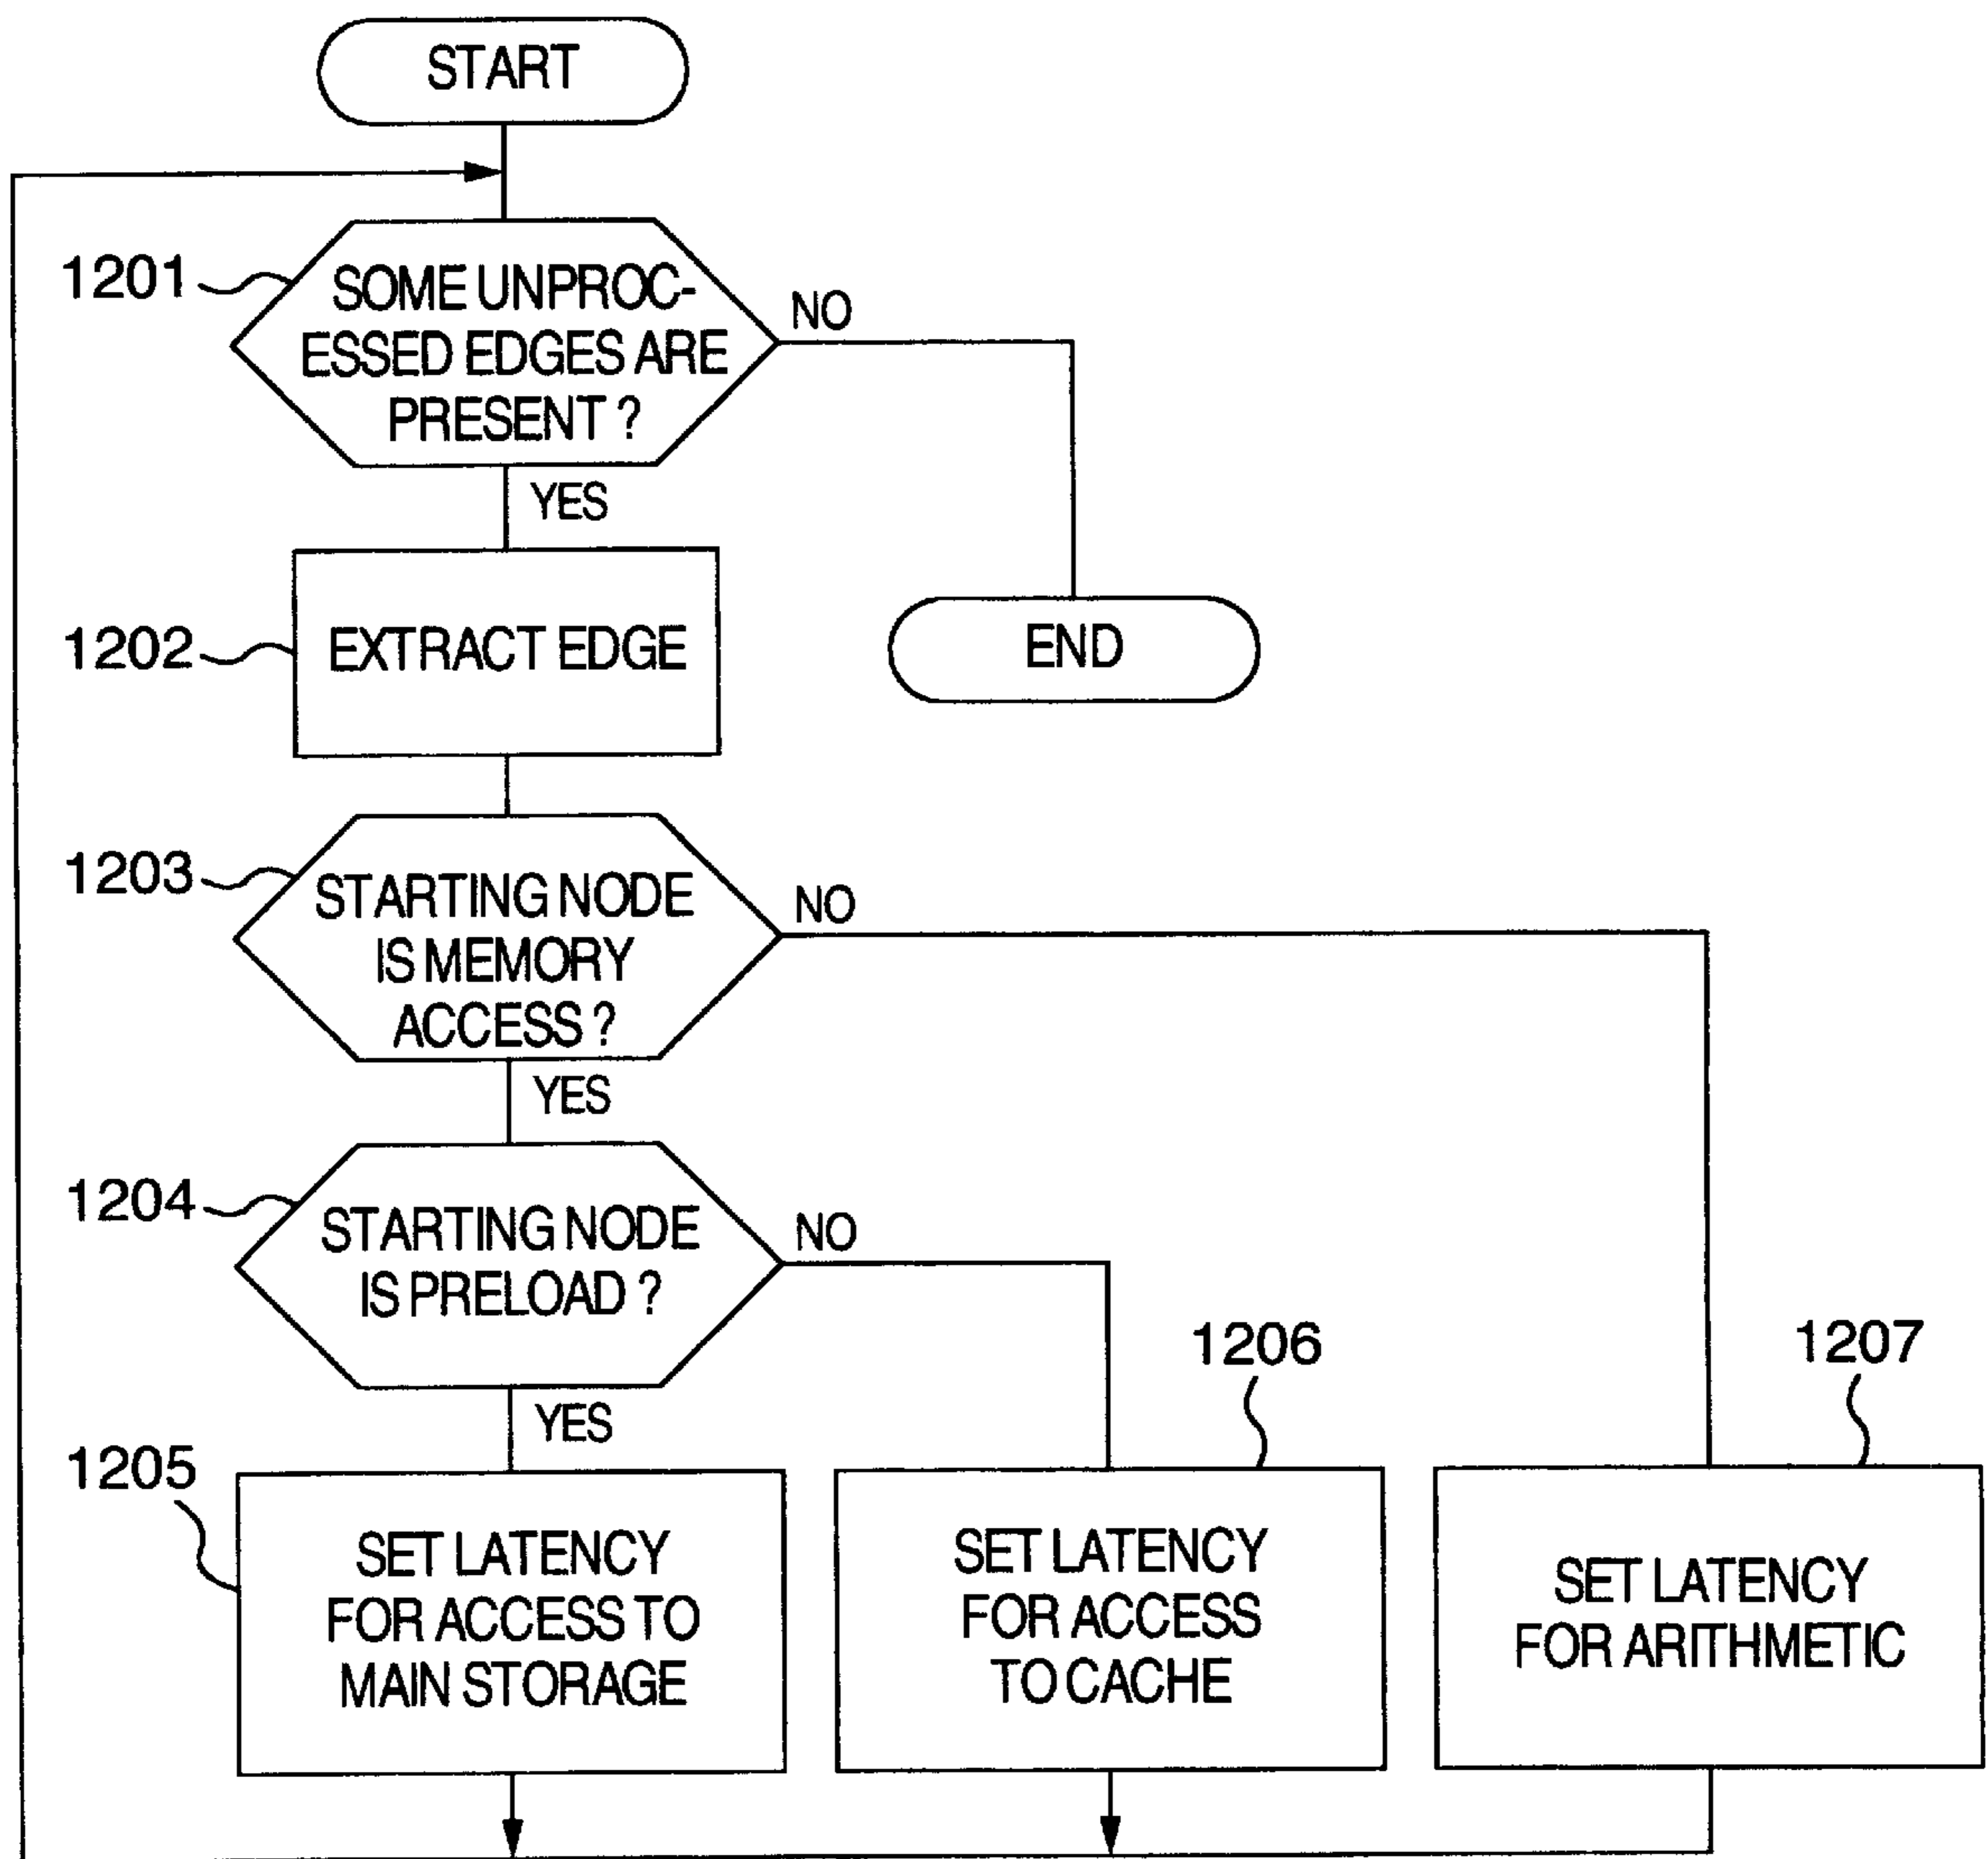 START
1201
SOME UNPROC-
ESSED EDGES ARE
PRESENT ?
NO
YES
1202
EXTRACT EDGE
END
1203
STARTING NODE
IS MEMORY
ACCESS ?
NO
YES
1204
STARTING NODE
IS PRELOAD ?
NO
YES
1205
SET LATENCY
FOR ACCESS TO
MAIN STORAGE
1206
SET LATENCY
FOR ACCESS
TO CACHE
1207
SET LATENCY
FOR ARITHMETIC